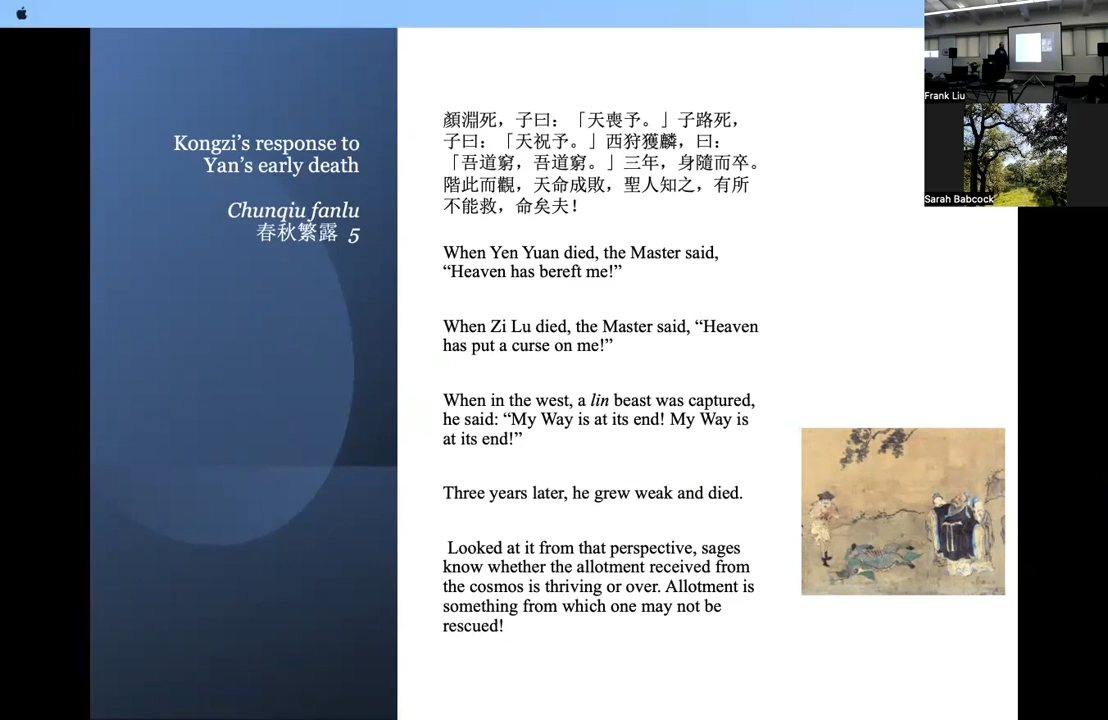 Kongzi's response to
Yan's early death
Chunqiu fanlu
春秋繁露 5
顏淵死，子曰：「天喪予。」子路死，
子曰：「天祝予。」西狩獲麟，曰：
「吾道窮，吾道窮。」三年，身隨而卒。
階此而觀，天命成敗，聖人知之，有所
不能救，命矣夫！
When Yen Yuan died, the Master said,
“Heaven has bereft me!”
When Zi Lu died, the Master said, “Heaven
has put a curse on me!”
When in the west, a lin beast was captured,
he said: “My Way is at its end! My Way is
at its end!”
Three years later, he grew weak and died.
Looked at it from that perspective, sages
know whether the allotment received from
the cosmos is thriving or over. Allotment is
something from which one may not be
rescued!
Frank Liu
Sarah Babcock